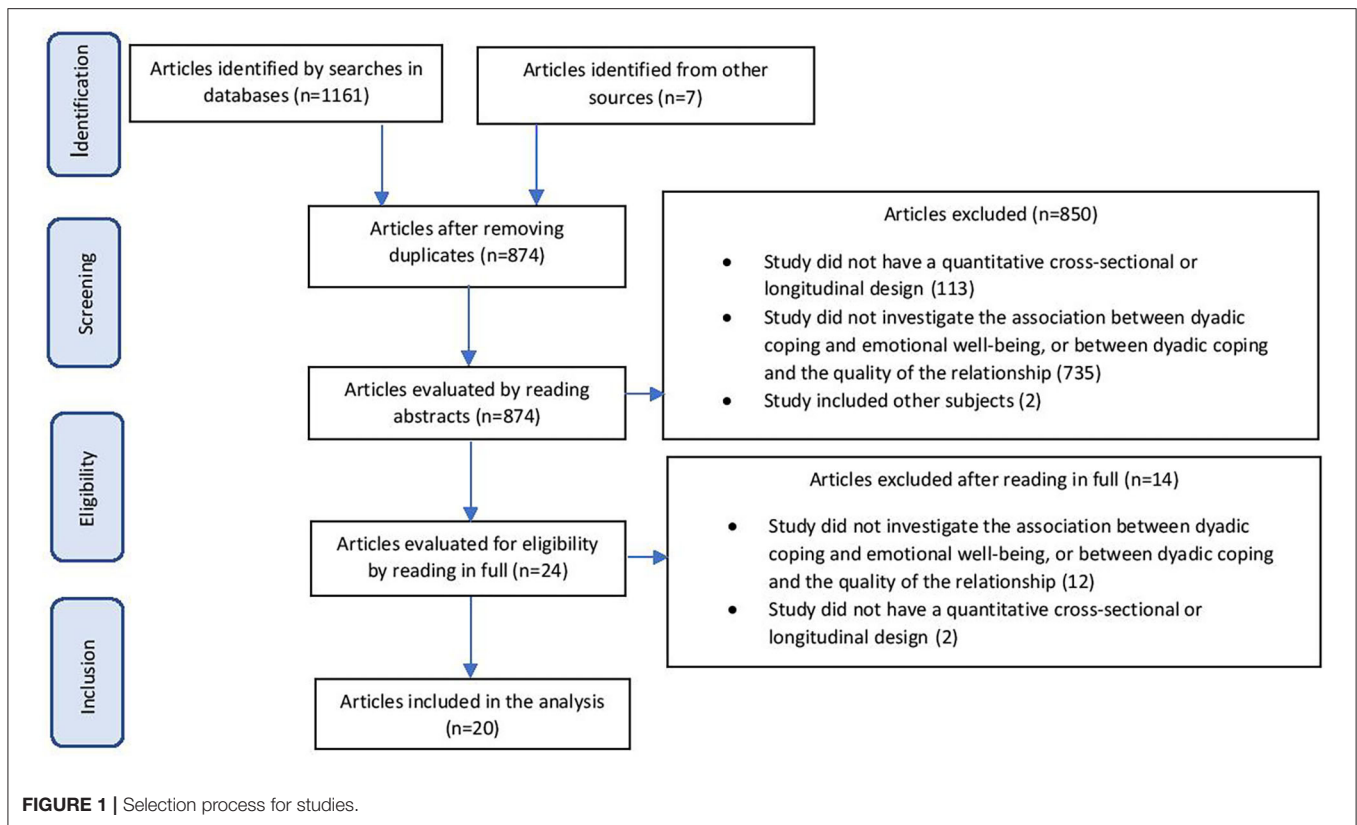 Identification
Articles identified by searches in
databases (n=1161)
Articles identified from other
sources (n=7)
Screening
Articles after removing
duplicates (n=874)
Articles excluded (n=850)
● Study did not have a quantitative cross-sectional or
longitudinal design (113)
● Study did not investigate the association between dyadic
coping and emotional well-being, or between dyadic coping
and the quality of the relationship (735)
● Study included other subjects (2)
Articles evaluated by reading
abstracts (n=874)
Eligibility
Articles evaluated for eligibility
by reading in full (n=24)
Articles excluded after reading in full (n=14)
● Study did not investigate the association between dyadic
coping and emotional well-being, or between dyadic coping
and the quality of the relationship (12)
● Study did not have a quantitative cross-sectional or
longitudinal design (2)
Inclusion
Articles included in the analysis
(n=20)
FIGURE 1 | Selection process for studies.